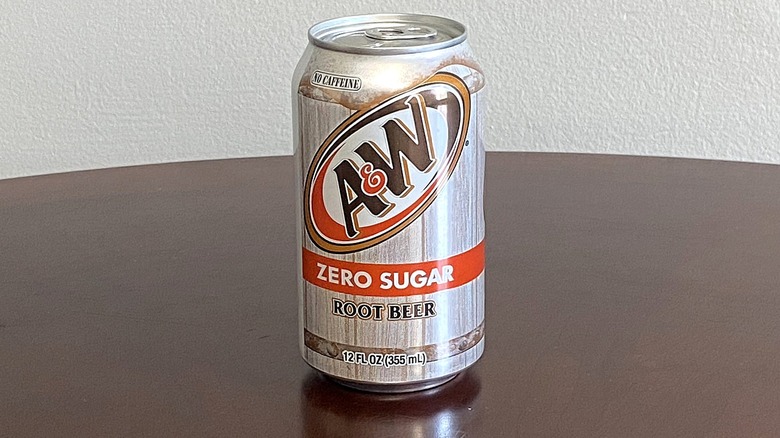 NO CAFFEINE
A&W
ZERO SUGAR
ROOT BEER
12 FL OZ (355 mL)